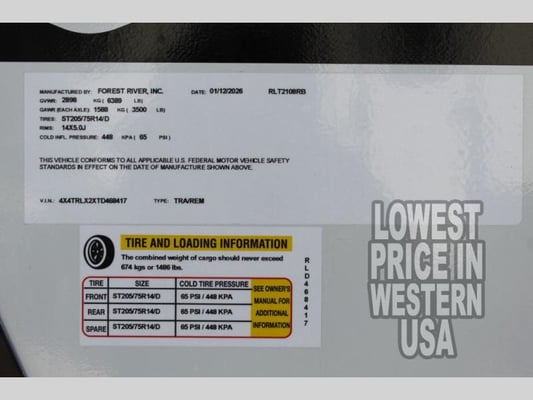 MANUFACTURED BY: FOREST RIVER, INC. DATE: 01/12/2026 RLT2108RB
GVWR: 2898 KG ( 6389 LB)
GAWR (EACH AXLE) 1588 KG ( 3500 LB)
TIRES: ST205/75R14/D
RIMS: 14X5.0J
COLD INFL. PRESSURE: 448 KPA ( 65 PSI )
THIS VEHICLE CONFORMS TO ALL APPLICABLE U.S. FEDERAL MOTOR VEHICLE SAFETY
STANDARDS IN EFFECT ON THE DATE OF MANUFACTURE SHOWN ABOVE.
V.I.N.: 4X4TRLX2XTD468417 TYPE: TRA/REM
TIRE AND LOADING INFORMATION
The combined weight of cargo should never exceed
674 kgs or 1486 lbs.
TIRE SIZE COLD TIRE PRESSURE
FRONT ST205/75R14/D 65 PSI / 448 KPA
REAR ST205/75R14/D 65 PSI / 448 KPA
SPARE ST205/75R14/D 65 PSI / 448 KPA
SEE OWNER'S
MANUAL FOR
ADDITIONAL
INFORMATION
RLD468417
LOWEST
PRICE IN
WESTERN
USA